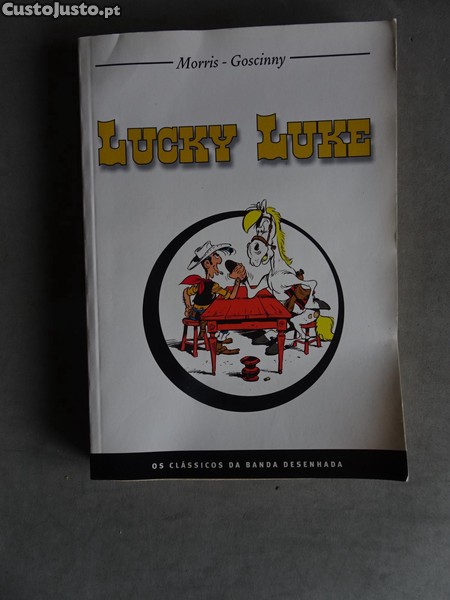 CustoJusto.pt
Morris - Goscinny
LUCKY LUKE
OS CLÁSSICOS DA BANDA DESENHADA